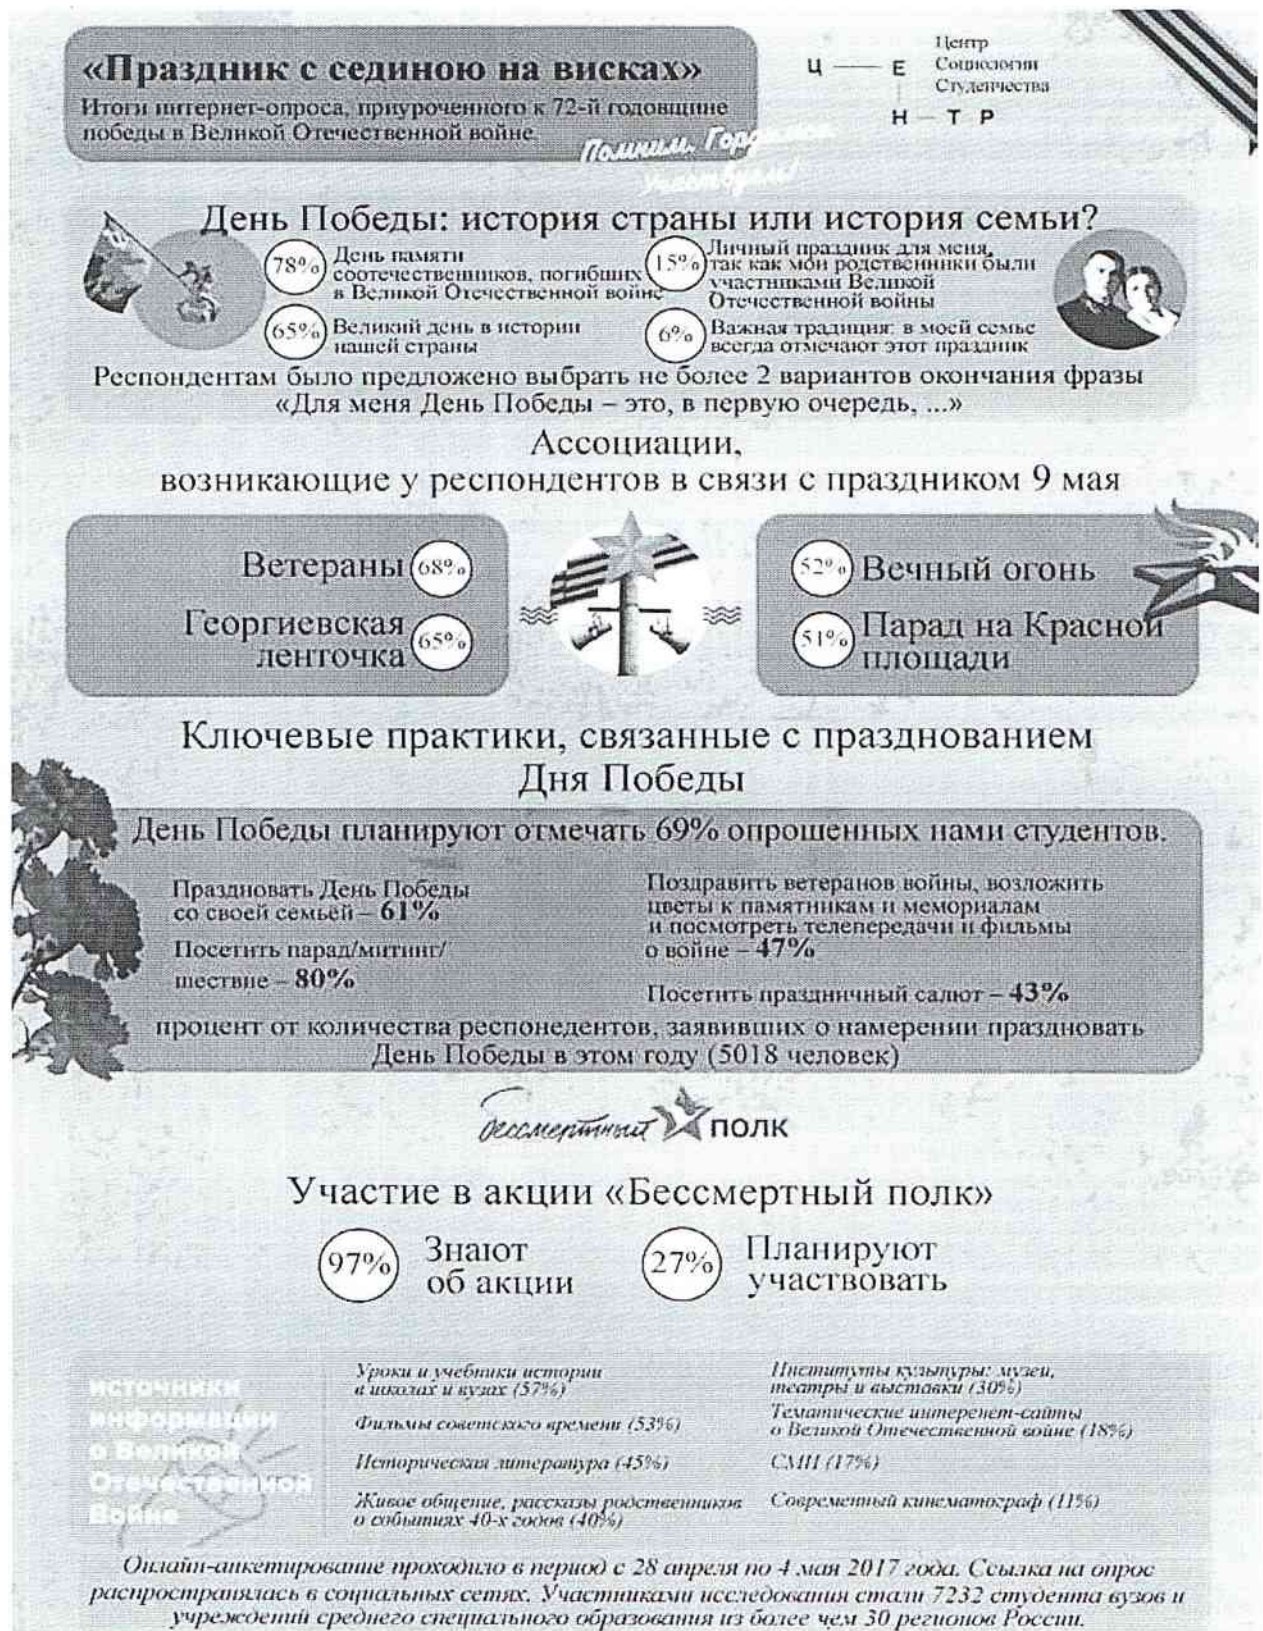 «Праздник с сединою на висках»
Итоги интернет-опроса, приуроченного к 72-й годовщине
победы в Великой Отечественной войне.
Помним. Гордимся.
Участвуем!
Ц Е
Н Т Р
Центр
Социологии
Студенчества
День Победы: история страны или история семьи?
78% День памяти
соотечественников, погибших
в Великой Отечественной войне
65% Великий день в истории
нашей страны
15% Личный праздник для меня,
так как мои родственники были
участниками Великой
Отечественной войны
6% Важная традиция: в моей семье
всегда отмечают этот праздник
Респондентам было предложено выбрать не более 2 вариантов окончания фразы
«Для меня День Победы – это, в первую очередь, ...»
Ассоциации,
возникающие у респондентов в связи с праздником 9 мая
Ветераны 68%
Георгиевская
ленточка 65%
52% Вечный огонь
51% Парад на Красной
площади
Ключевые практики, связанные с празднованием
Дня Победы
День Победы планируют отмечать 69% опрошенных нами студентов.
Праздновать День Победы
со своей семьей – 61%
Посетить парад/митинг/
шествие – 80%
Поздравить ветеранов войны, возложить
цветы к памятникам и мемориалам
и посмотреть телепередачи и фильмы
о войне – 47%
Посетить праздничный салют – 43%
процент от количества респонедентов, заявивших о намерении праздновать
День Победы в этом году (5018 человек)
бессмертный полк
Участие в акции «Бессмертный полк»
97% Знают
об акции
27% Планируют
участвовать
источники
информации
о Великой
Отечественной
Войне
Уроки и учебники истории
в школах и вузах (57%)
Фильмы советского времени (53%)
Историческая литература (45%)
Живое общение, рассказы родственников
о событиях 40-х годов (40%)
Институты культуры: музеи,
театры и выставки (30%)
Тематические интеренет-сайты
о Великой Отечественной войне (18%)
СМИ (17%)
Современный кинематограф (11%)
Онлайн-анкетирование проходило в период с 28 апреля по 4 мая 2017 года. Ссылка на опрос
распространялась в социальных сетях. Участниками исследования стали 7232 студента вузов и
учреждений среднего специального образования из более чем 30 регионов России.